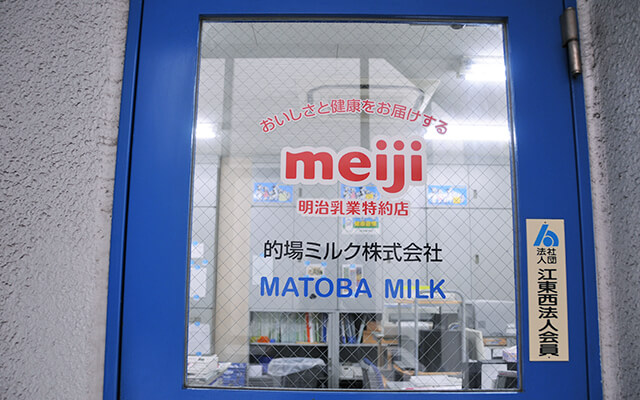 おいしさと健康をお届けする
meiji
明治乳業特約店
的場ミルク株式会社
MATOBA MILK
社団
法人
江東西法人会員